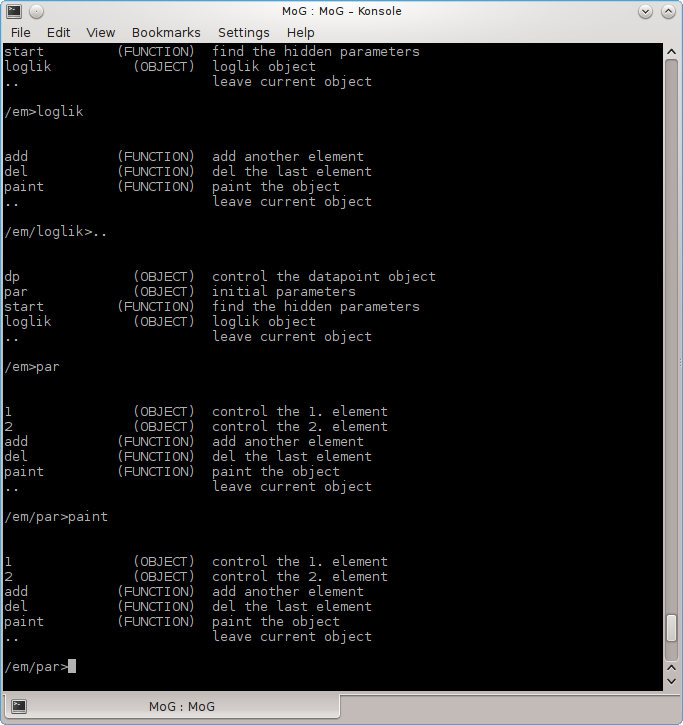 MoG : MoG – Konsole
File Edit View Bookmarks Settings Help
start (FUNCTION) find the hidden parameters
loglik (OBJECT) loglik object
.. leave current object
/em>loglik
add (FUNCTION) add another element
del (FUNCTION) del the last element
paint (FUNCTION) paint the object
.. leave current object
/em/loglik>..
dp (OBJECT) control the datapoint object
par (OBJECT) initial parameters
start (FUNCTION) find the hidden parameters
loglik (OBJECT) loglik object
.. leave current object
/em>par
1 (OBJECT) control the 1. element
2 (OBJECT) control the 2. element
add (FUNCTION) add another element
del (FUNCTION) del the last element
paint (FUNCTION) paint the object
.. leave current object
/em/par>paint
1 (OBJECT) control the 1. element
2 (OBJECT) control the 2. element
add (FUNCTION) add another element
del (FUNCTION) del the last element
paint (FUNCTION) paint the object
.. leave current object
/em/par>
MoG : MoG